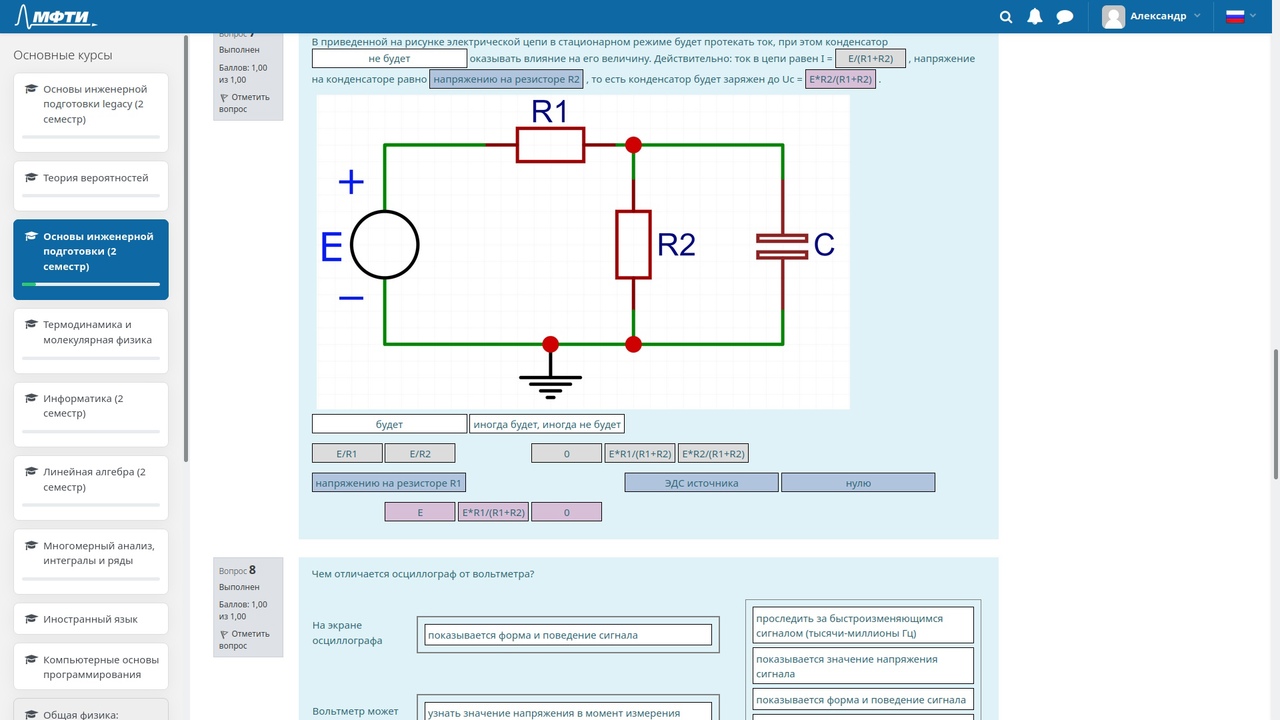 МФТИ
Александр
Основные курсы
Основы инженерной
подготовки legacy (2
семестр)
Теория вероятностей
Основы инженерной
подготовки (2
семестр)
Термодинамика и
молекулярная физика
Информатика (2
семестр)
Линейная алгебра (2
семестр)
Многомерный анализ,
интегралы и ряды
Иностранный язык
Компьютерные основы
программирования
Общая физика:
Вопрос 7
Выполнен
Баллов: 1,00
из 1,00
Отметить
вопрос
В приведенной на рисунке электрической цепи в стационарном режиме будет протекать ток, при этом конденсатор
не будет оказывать влияние на его величину. Действительно: ток в цепи равен I = E/(R1+R2) , напряжение
на конденсаторе равно напряжению на резисторе R2 , то есть конденсатор будет заряжен до Uc = E*R2/(R1+R2) .
R1
+
E
−
R2
C
будет иногда будет, иногда не будет
E/R1 E/R2 0 E*R1/(R1+R2) E*R2/(R1+R2)
напряжению на резисторе R1 ЭДС источника нулю
E E*R1/(R1+R2) 0
Вопрос 8
Выполнен
Баллов: 1,00
из 1,00
Отметить
вопрос
Чем отличается осциллограф от вольтметра?
На экране
осциллографа
показывается форма и поведение сигнала
Вольтметр может
узнать значение напряжения в момент измерения
проследить за быстроизменяющимся
сигналом (тысячи-миллионы Гц)
показывается значение напряжения
сигнала
показывается форма и поведение сигнала